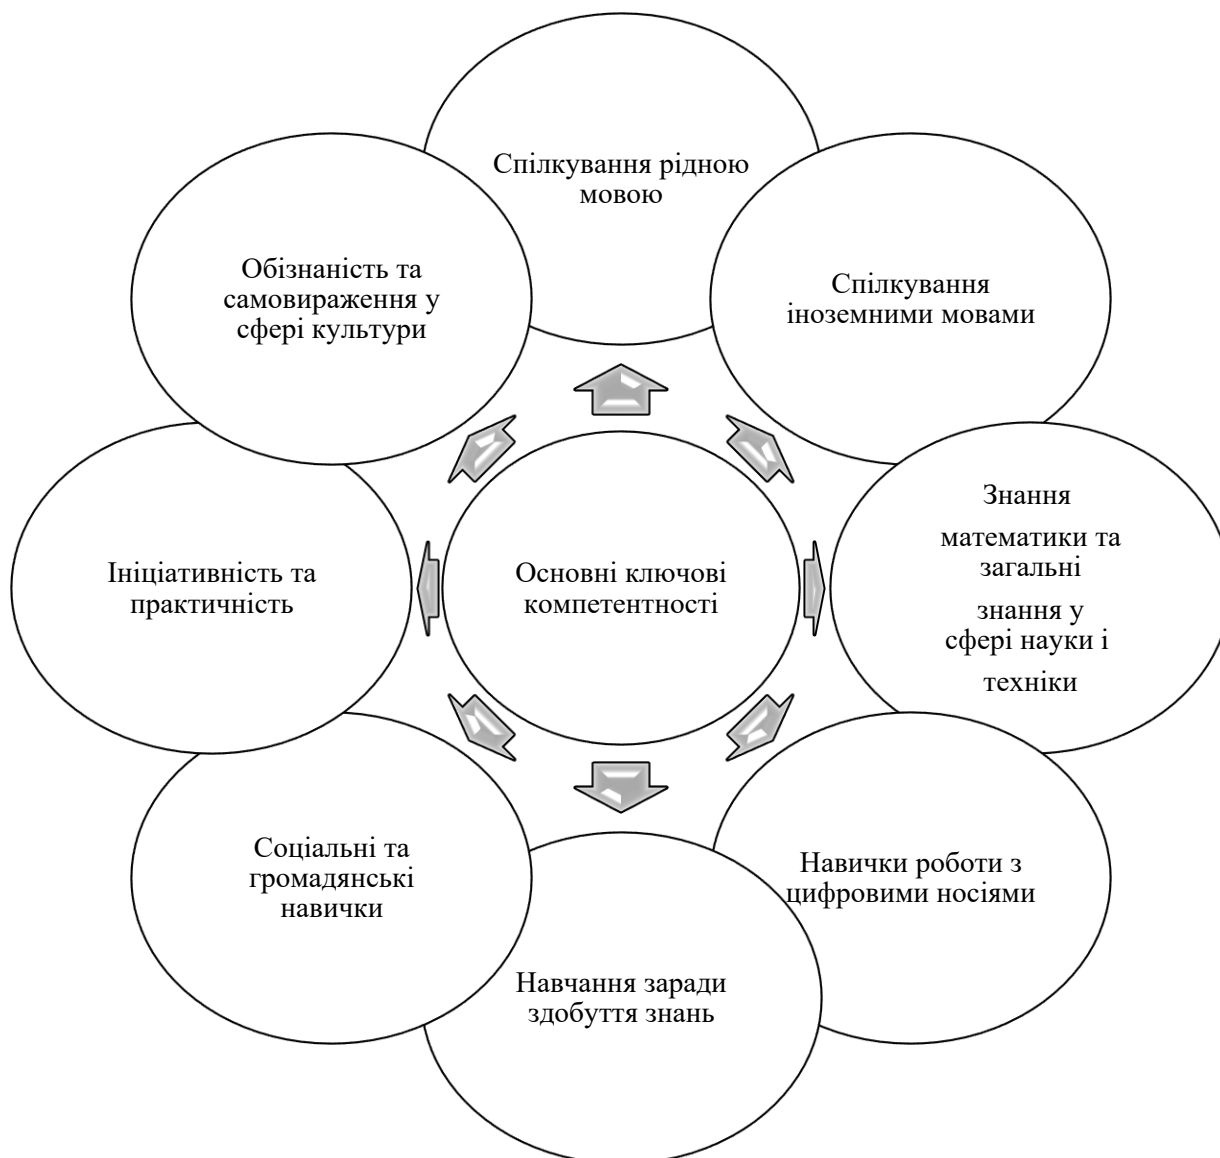 Спілкування рідною
мовою
Спілкування
іноземними мовами
Знання
математики та
загальні
знання у
сфері науки і
техніки
Навички роботи з
цифровими носіями
Навчання заради
здобуття знань
Соціальні та
громадянські
навички
Ініціативність та
практичність
Обізнаність та
самовираження у
сфері культури
Основні ключові
компетентності